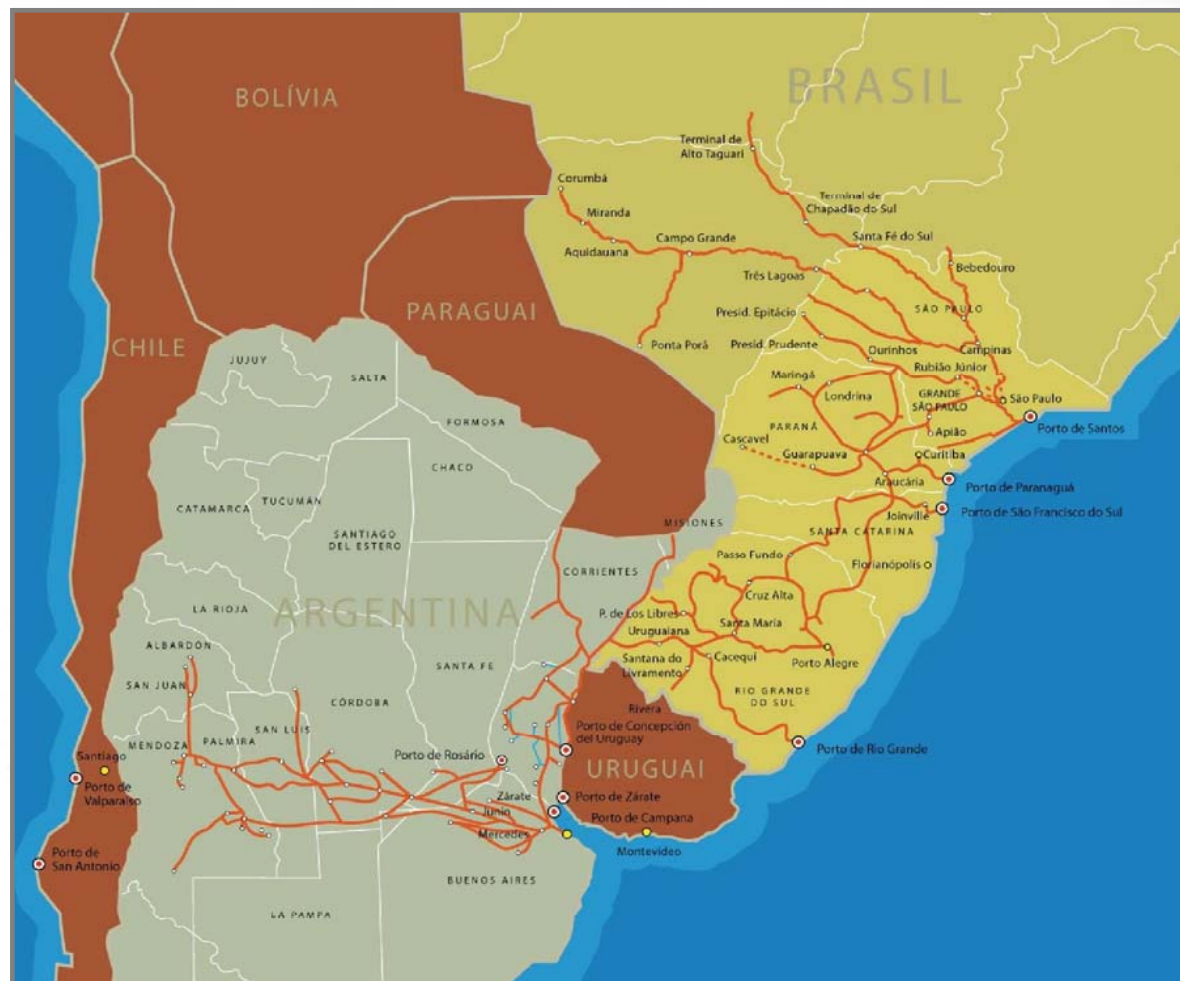 BRASIL
BOLÍVIA
Terminal de
Alto Taquari
Corumbá
Terminal de
Chapadão do Sul
Miranda
Campo Grande
Santa Fé do Sul
Aquidauana
Bebedouro
Três Lagoas
PARAGUAI
SÃO PAULO
Presid. Epitácio
CHILE
Ponta Porã
Presid. Prudente
Ourinhos
Campinas
JUJUY
Rubião Júnior
SALTA
Maringá
Londrina
GRANDE
SÃO PAULO
São Paulo
FORMOSA
PARANÁ
Apião
Porto de Santos
Cascavel
Guarapuava
Curitiba
CHACO
Araucária
Porto de Paranaguá
TUCUMÁN
CATAMARCA
Joinville
Porto de São Francisco do Sul
MISIONES
SANTA CATARINA
SANTIAGO
DEL ESTERO
Passo Fundo
Florianópolis
CORRIENTES
Cruz Alta
LA RIOJA
ARGENTINA
P. de Los Libres
Santa Maria
Uruguaiana
ALBARDÓN
Porto Alegre
SANTA FE
Santana do
Livramento
Cacequi
SAN JUAN
RIO GRANDE
DO SUL
CÓRDOBA
Rivera
SAN LUIS
MENDOZA
PALMIRA
Porto de Concepción
del Uruguay
Porto de Rio Grande
Santiago
Porto de Rosário
URUGUAI
Porto de
Valparaíso
Zárate
Porto de Zárate
Junio
Porto de Campana
Mercedes
Montevideo
Porto de
San Antonio
BUENOS AIRES
LA PAMPA